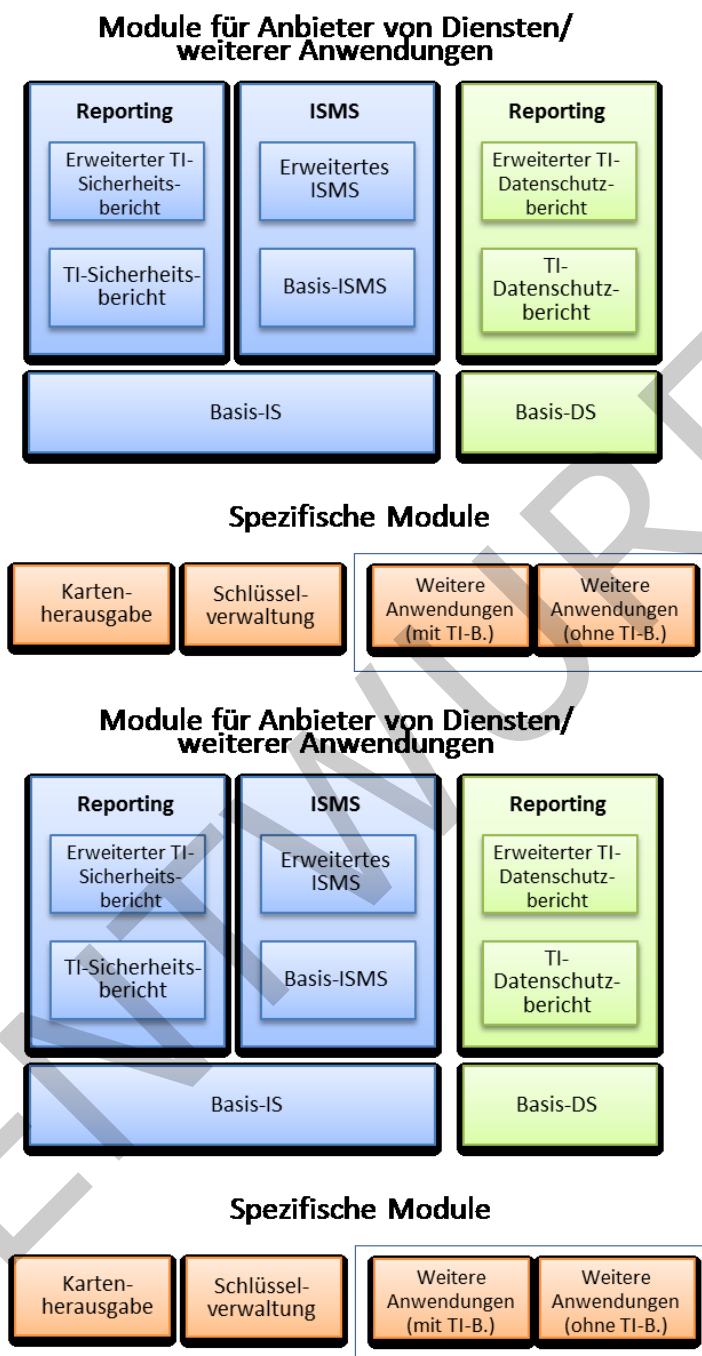 Module für Anbieter von Diensten/
weiterer Anwendungen
Reporting
Erweiterter TI-
Sicherheits-
bericht
TI-Sicherheits-
bericht
ISMS
Erweitertes
ISMS
Basis-ISMS
Reporting
Erweiterter TI-
Datenschutz-
bericht
TI-
Datenschutz-
bericht
Basis-IS
Basis-DS
Spezifische Module
Karten-
herausgabe
Schlüssel-
verwaltung
Weitere
Anwendungen
(mit TI-B.)
Weitere
Anwendungen
(ohne TI-B.)
Module für Anbieter von Diensten/
weiterer Anwendungen
Reporting
Erweiterter TI-
Sicherheits-
bericht
TI-Sicherheits-
bericht
ISMS
Erweitertes
ISMS
Basis-ISMS
Reporting
Erweiterter TI-
Datenschutz-
bericht
TI-
Datenschutz-
bericht
Basis-IS
Basis-DS
Spezifische Module
Karten-
herausgabe
Schlüssel-
verwaltung
Weitere
Anwendungen
(mit TI-B.)
Weitere
Anwendungen
(ohne TI-B.)
ENTWURF